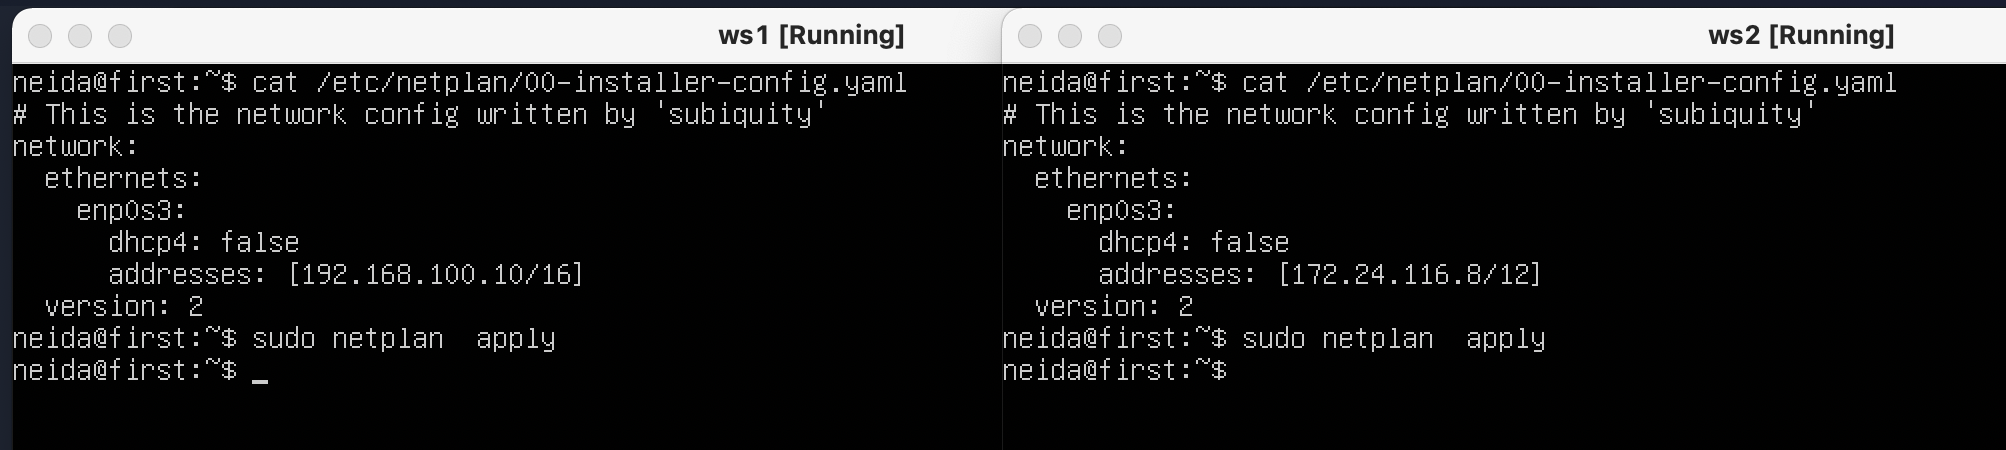 ws1 [Running]
neida@first:~$ cat /etc/netplan/00-installer-config.yaml
# This is the network config written by 'subiquity'
network:
  ethernets:
    enp0s3:
      dhcp4: false
      addresses: [192.168.100.10/16]
  version: 2
neida@first:~$ sudo netplan  apply
neida@first:~$ _
ws2 [Running]
neida@first:~$ cat /etc/netplan/00-installer-config.yaml
# This is the network config written by 'subiquity'
network:
  ethernets:
    enp0s3:
      dhcp4: false
      addresses: [172.24.116.8/12]
  version: 2
neida@first:~$ sudo netplan  apply
neida@first:~$